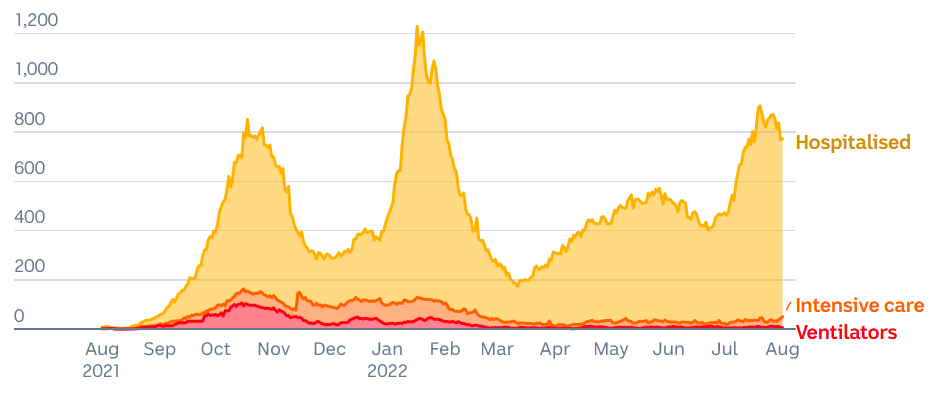 1,200
1,000
800
600
400
200
0
Hospitalised
Intensive care
Ventilators
Aug Sep Oct Nov Dec Jan Feb Mar Apr May Jun Jul Aug
2021 2022